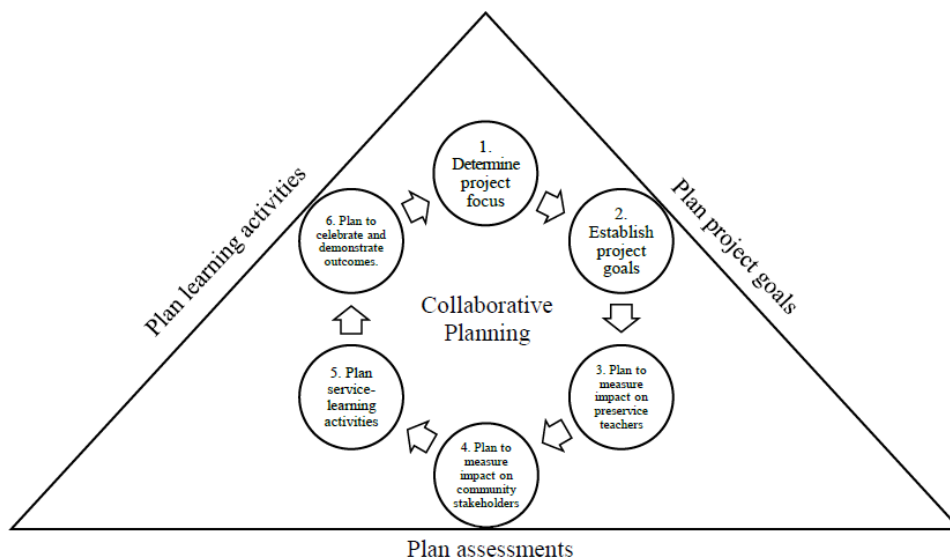 1.
Determine
project
focus
2.
Establish
project
goals
3. Plan to
measure
impact on
preservice
teachers
4. Plan to
measure
impact on
community
stakeholders
5. Plan
service-
learning
activities
6. Plan to
celebrate and
demonstrate
outcomes.
Collaborative
Planning
Plan learning activities
Plan project goals
Plan assessments